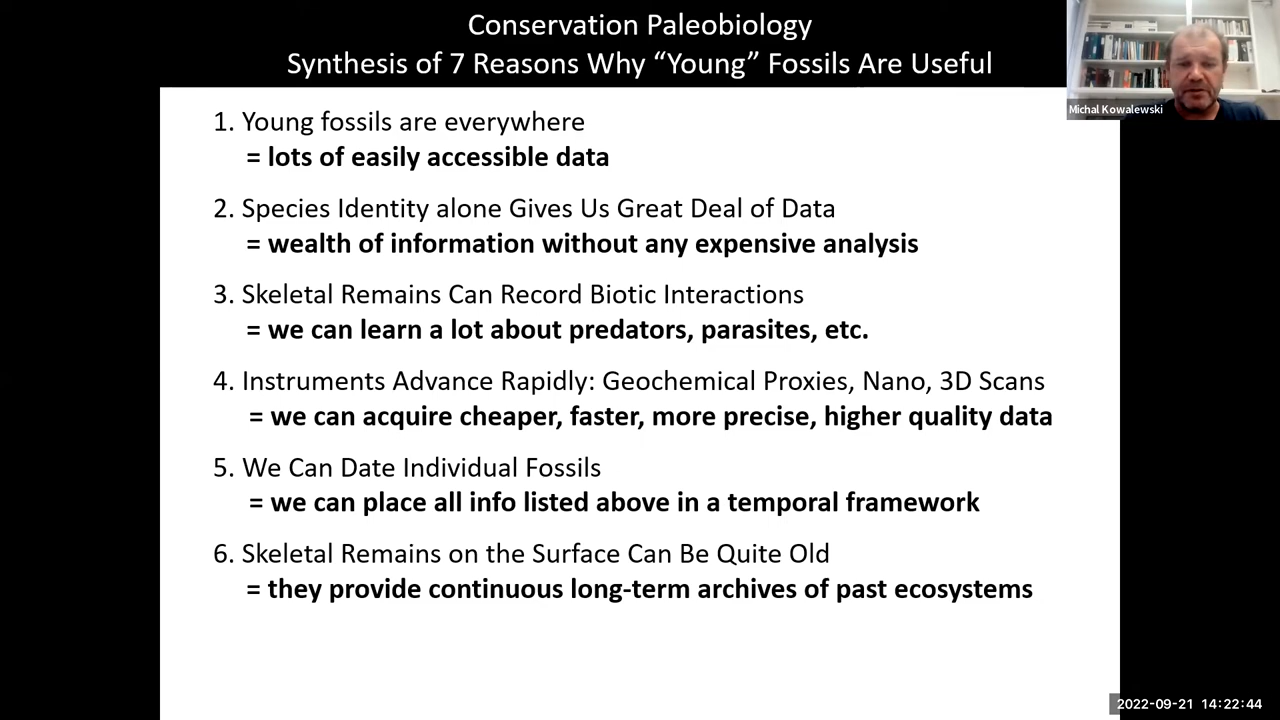 Conservation Paleobiology
Synthesis of 7 Reasons Why “Young” Fossils Are Useful
Michal Kowalewski
1. Young fossils are everywhere
= lots of easily accessible data
2. Species Identity alone Gives Us Great Deal of Data
= wealth of information without any expensive analysis
3. Skeletal Remains Can Record Biotic Interactions
= we can learn a lot about predators, parasites, etc.
4. Instruments Advance Rapidly: Geochemical Proxies, Nano, 3D Scans
= we can acquire cheaper, faster, more precise, higher quality data
5. We Can Date Individual Fossils
= we can place all info listed above in a temporal framework
6. Skeletal Remains on the Surface Can Be Quite Old
= they provide continuous long-term archives of past ecosystems
2022-09-21 14:22:44